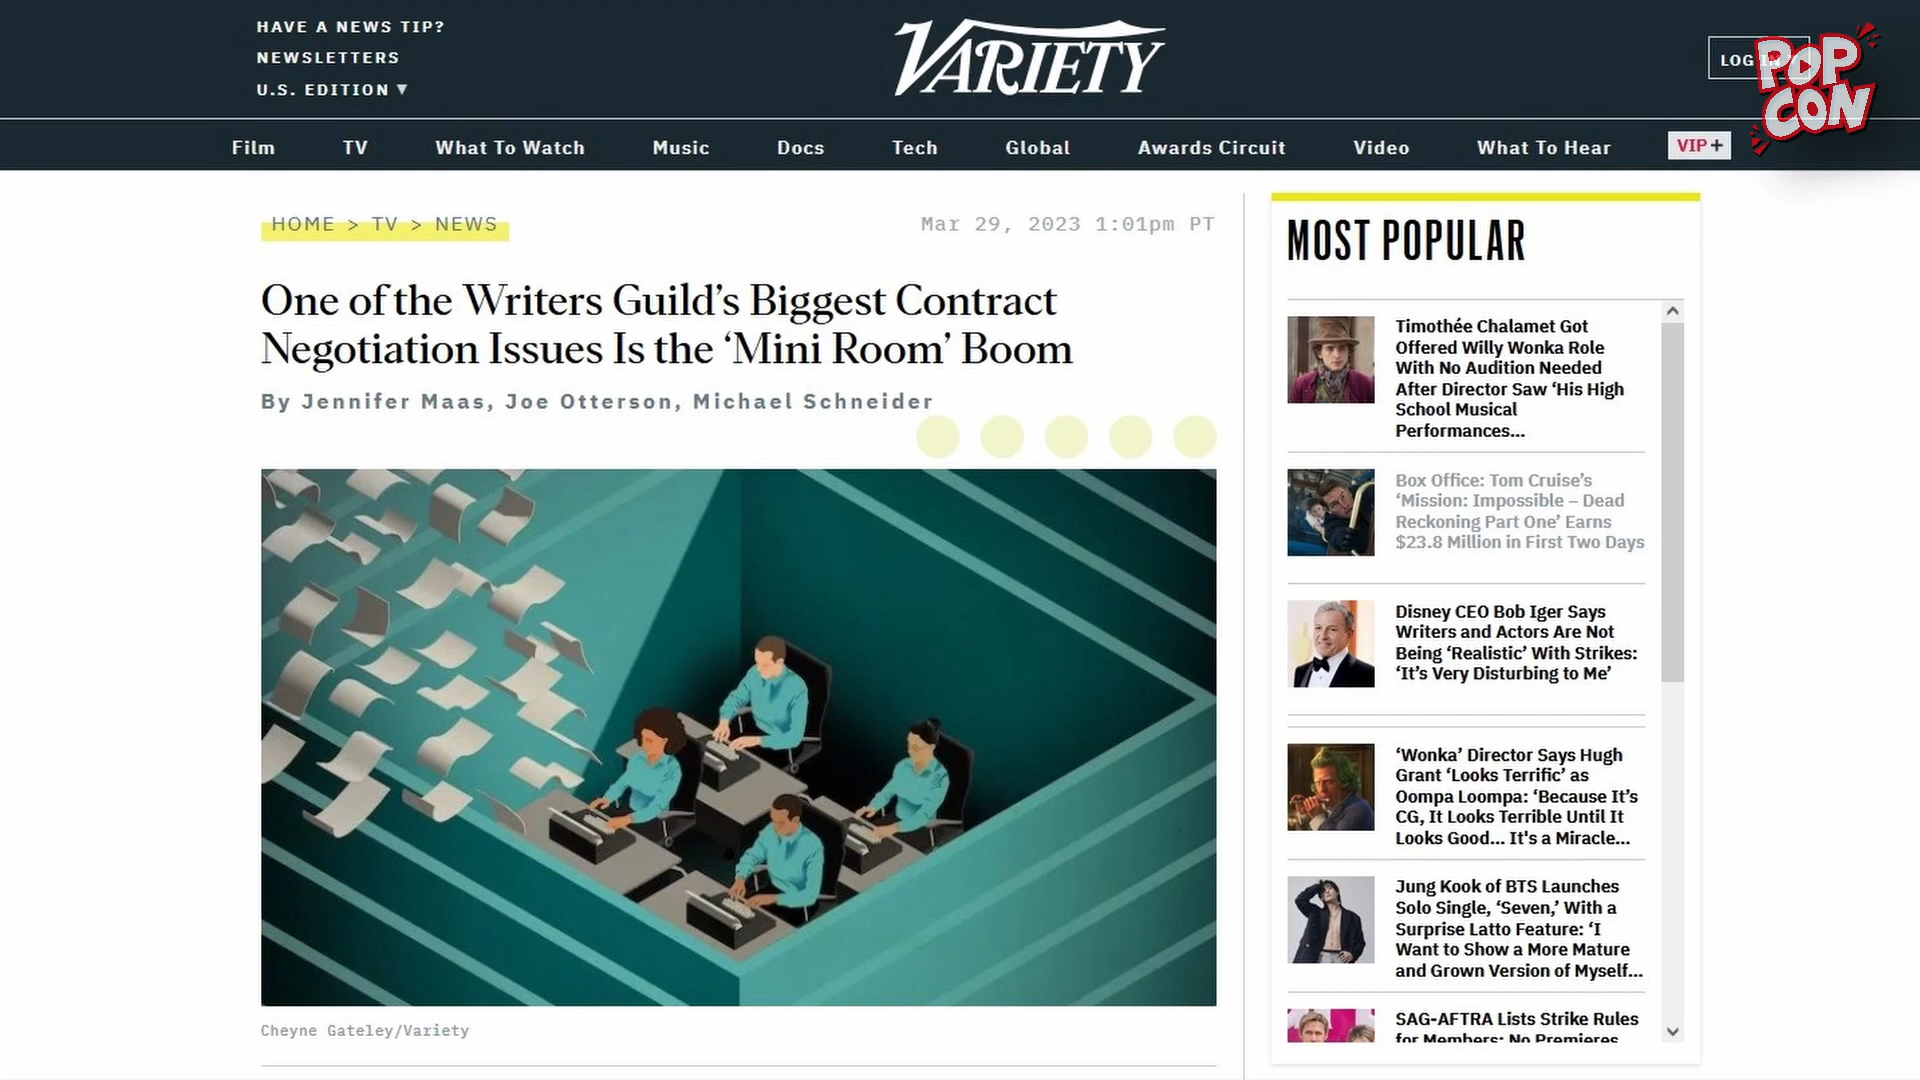 HAVE A NEWS TIP?
NEWSLETTERS
U.S. EDITION ▼
VARIETY
LOG IN
POP
CON
Film TV What To Watch Music Docs Tech Global Awards Circuit Video What To Hear VIP+
HOME > TV > NEWS
Mar 29, 2023 1:01pm PT
One of the Writers Guild’s Biggest Contract
Negotiation Issues Is the ‘Mini Room’ Boom
By Jennifer Maas, Joe Otterson, Michael Schneider
Cheyne Gateley/Variety
MOST POPULAR
Timothée Chalamet Got
Offered Willy Wonka Role
With No Audition Needed
After Director Saw ‘His High
School Musical
Performances...
Box Office: Tom Cruise’s
‘Mission: Impossible – Dead
Reckoning Part One’ Earns
$23.8 Million in First Two Days
Disney CEO Bob Iger Says
Writers and Actors Are Not
Being ‘Realistic’ With Strikes:
‘It’s Very Disturbing to Me’
‘Wonka’ Director Says Hugh
Grant ‘Looks Terrific’ as
Oompa Loompa: ‘Because It’s
CG, It Looks Terrible Until It
Looks Good... It's a Miracle...
Jung Kook of BTS Launches
Solo Single, ‘Seven,’ With a
Surprise Latto Feature: ‘I
Want to Show a More Mature
and Grown Version of Myself...
SAG-AFTRA Lists Strike Rules
for Members: No Premieres